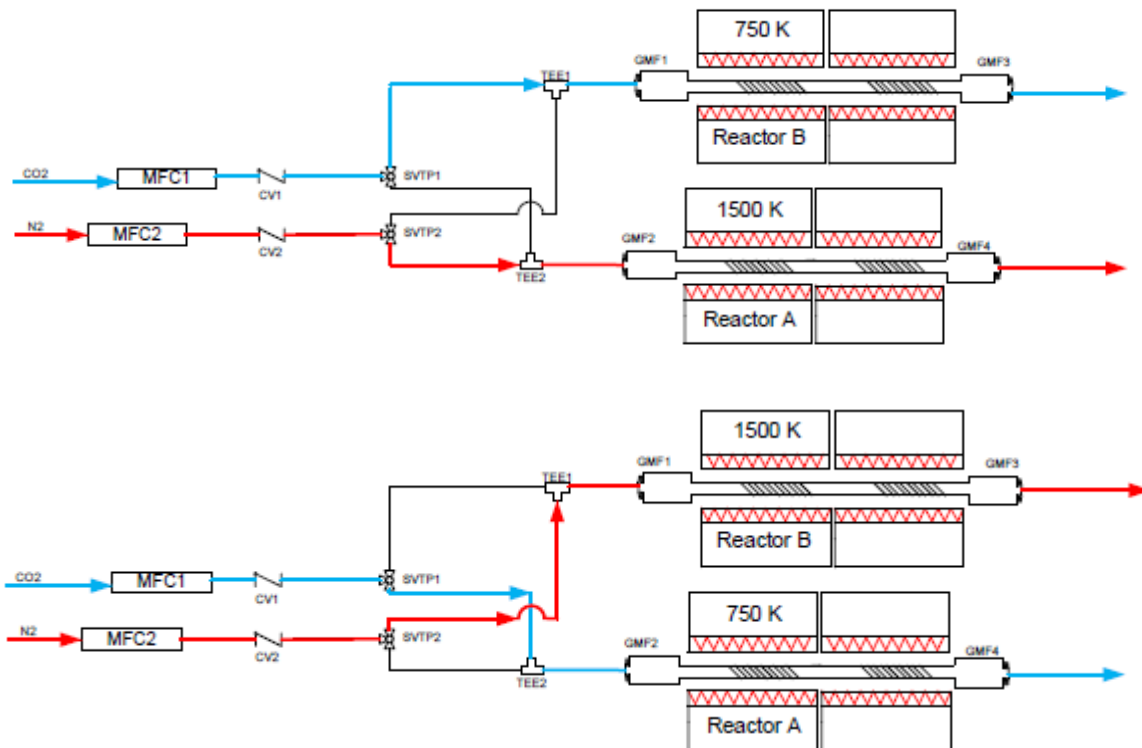 750 K
GMF1
GMF3
TEE1
Reactor B
CO2
MFC1
CV1
SVTP1
1500 K
N2
MFC2
CV2
SVTP2
GMF2
GMF4
TEE2
Reactor A
1500 K
GMF1
GMF3
TEE1
Reactor B
CO2
MFC1
CV1
SVTP1
750 K
N2
MFC2
CV2
SVTP2
GMF2
GMF4
TEE2
Reactor A